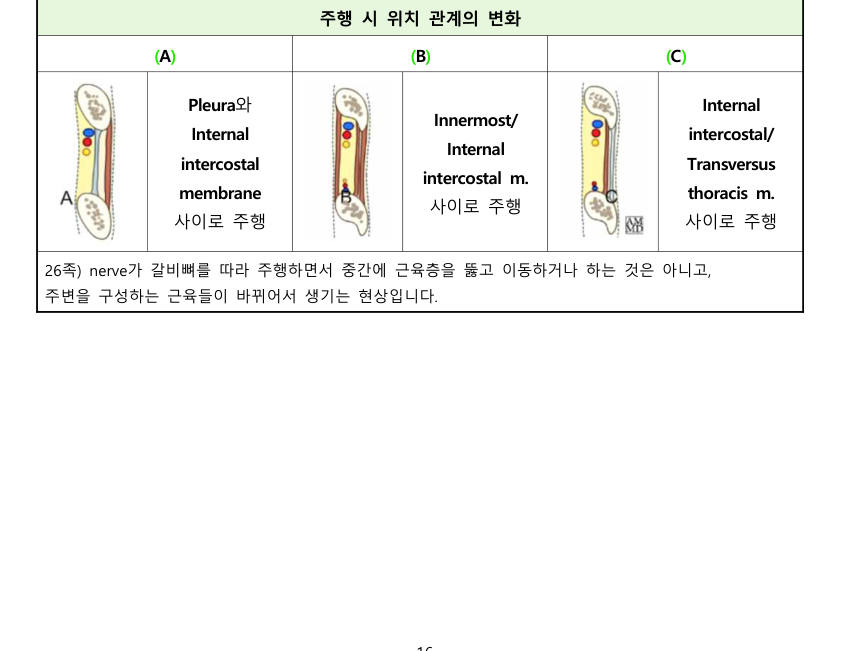 주행 시 위치 관계의 변화
(A) (B) (C)
A
Pleura와
Internal
intercostal
membrane
사이로 주행
B
Innermost/
Internal
intercostal m.
사이로 주행
C
AM
MD
Internal
intercostal/
Transversus
thoracis m.
사이로 주행
26족) nerve가 갈비뼈를 따라 주행하면서 중간에 근육층을 뚫고 이동하거나 하는 것은 아니고,
주변을 구성하는 근육들이 바뀌어서 생기는 현상입니다.
16